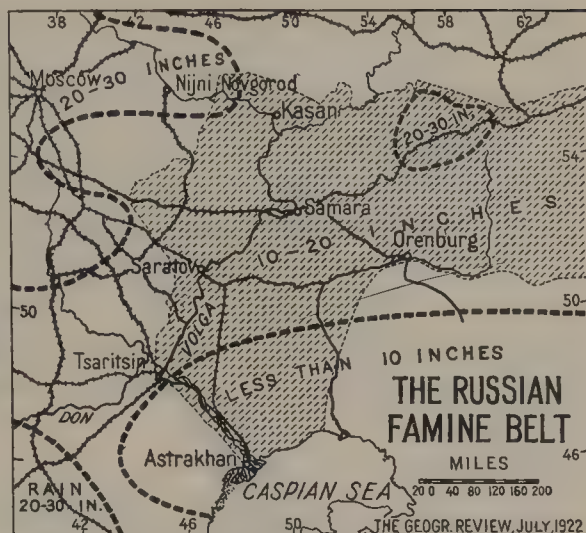 38 42 46 50 54 58 62
INCHES
20-30
Moscow
Nijni Novgorod
Kasan
20-30 IN.
54
Samara
10-20 INCHES
Orenburg
Saratov
50
50
VOLGA
Tsaritsin
10 INCHES
LESS THAN
THE RUSSIAN
FAMINE BELT
DON
MILES
46
Astrakhan
20 0 40 80 120 160 200
RAIN
20-30 IN.
CASPIAN SEA
42
46
50
THE GEOGR. REVIEW, JULY, 1922